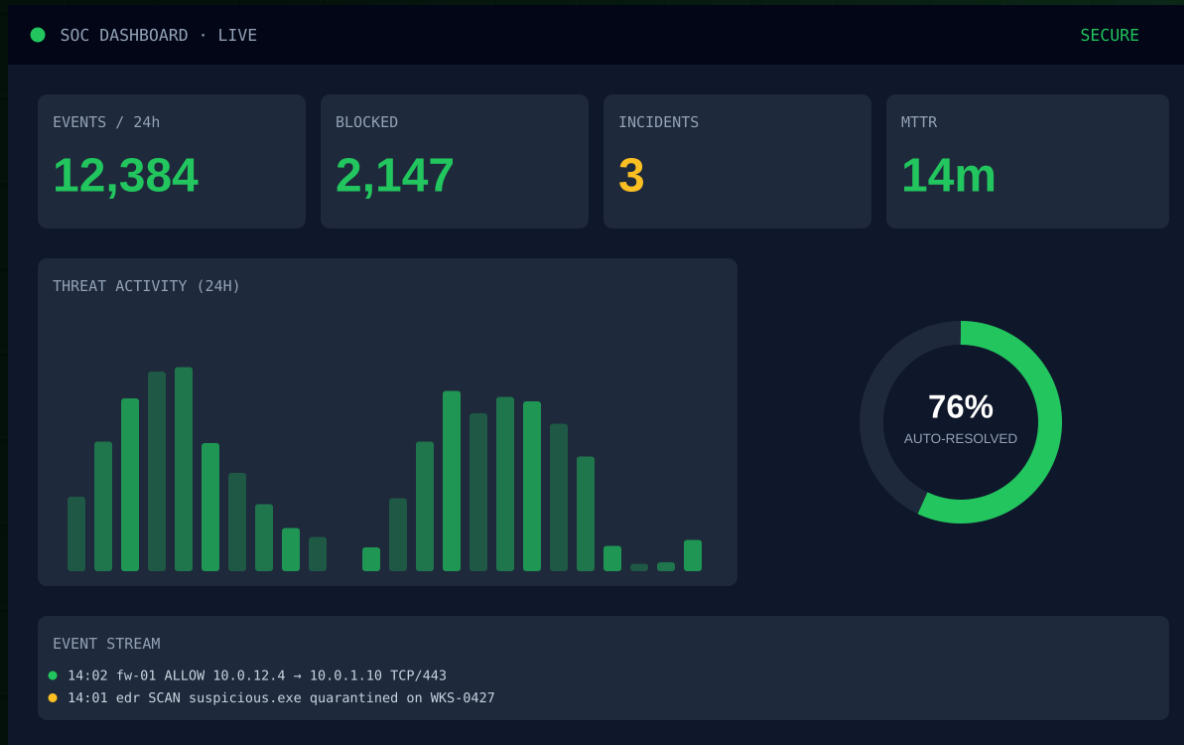 SOC DASHBOARD · LIVE
SECURE
EVENTS / 24h
12,384
BLOCKED
2,147
INCIDENTS
3
MTTR
14m
THREAT ACTIVITY (24H)
76%
AUTO-RESOLVED
EVENT STREAM
14:02 fw-01 ALLOW 10.0.12.4 → 10.0.1.10 TCP/443
14:01 edr SCAN suspicious.exe quarantined on WKS-0427